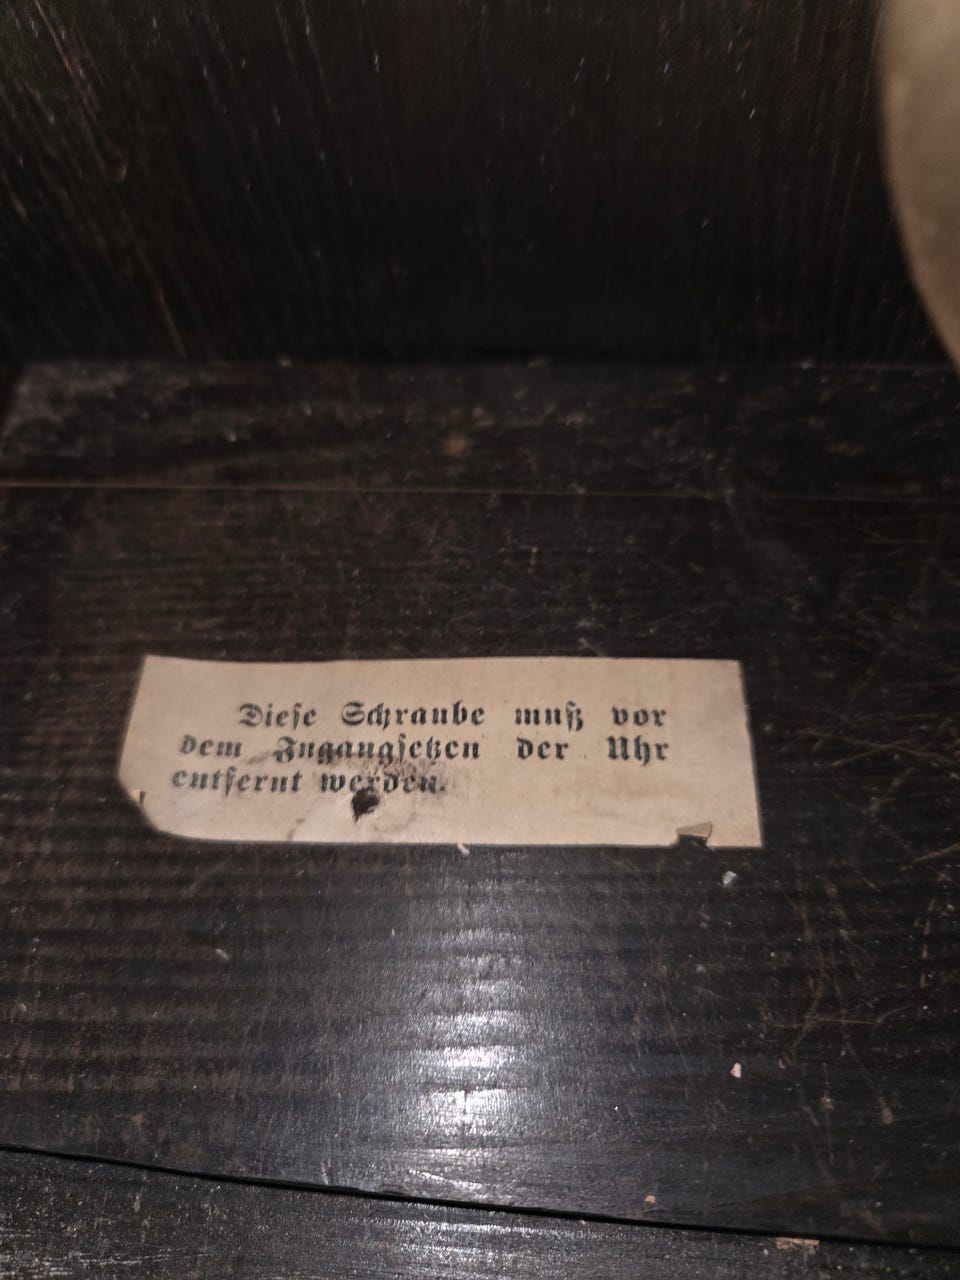 Diese Schraube muß vor
dem Ingangsetzen der Uhr
entfernt werden.